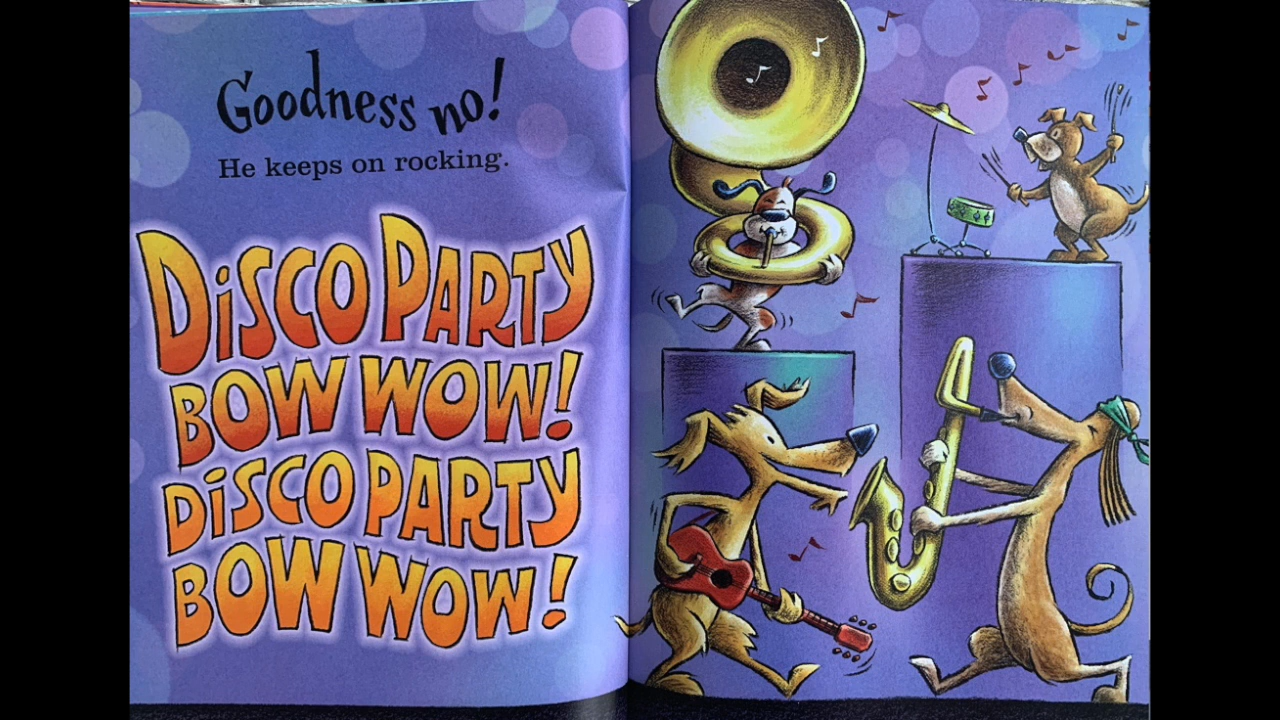 Goodness no!
He keeps on rocking.
DiSCO PARTY
BOW WOW!
DiSCO PARTY
BOW WOW!